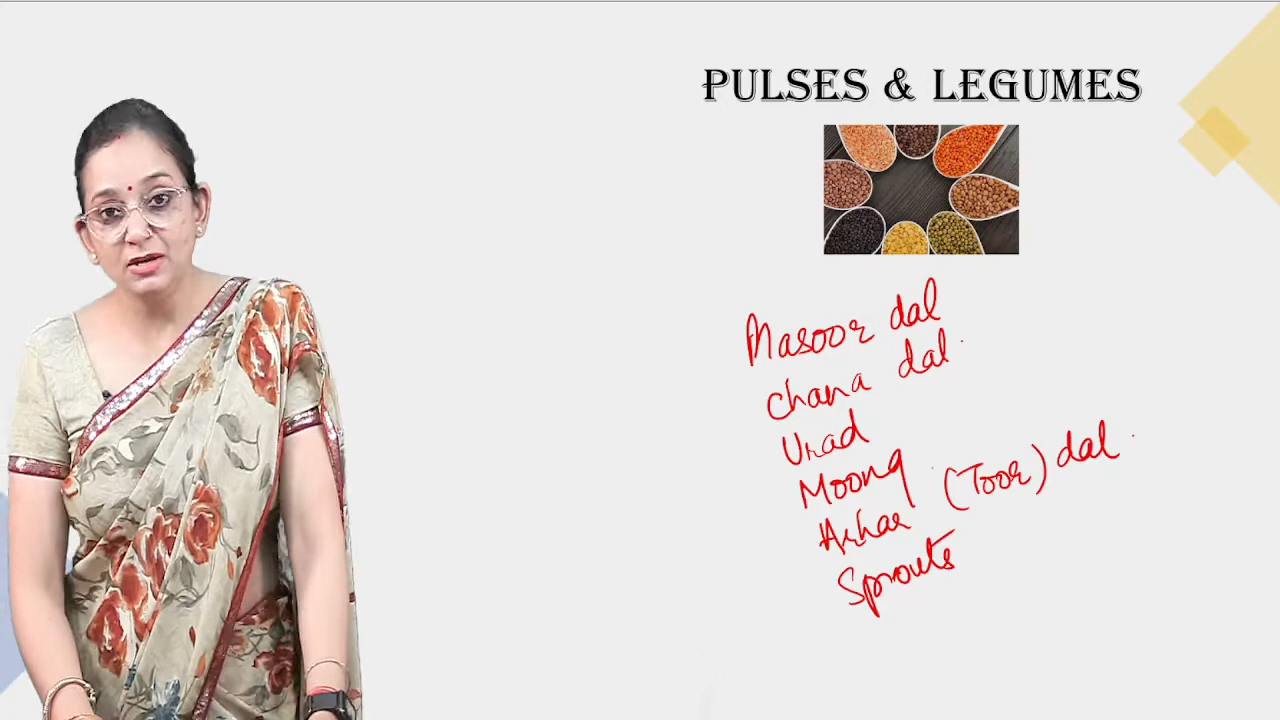 PULSES & LEGUMES
Masoor dal
Chana dal
Urad
Moong
Arhar (Toor) dal
Sprouts